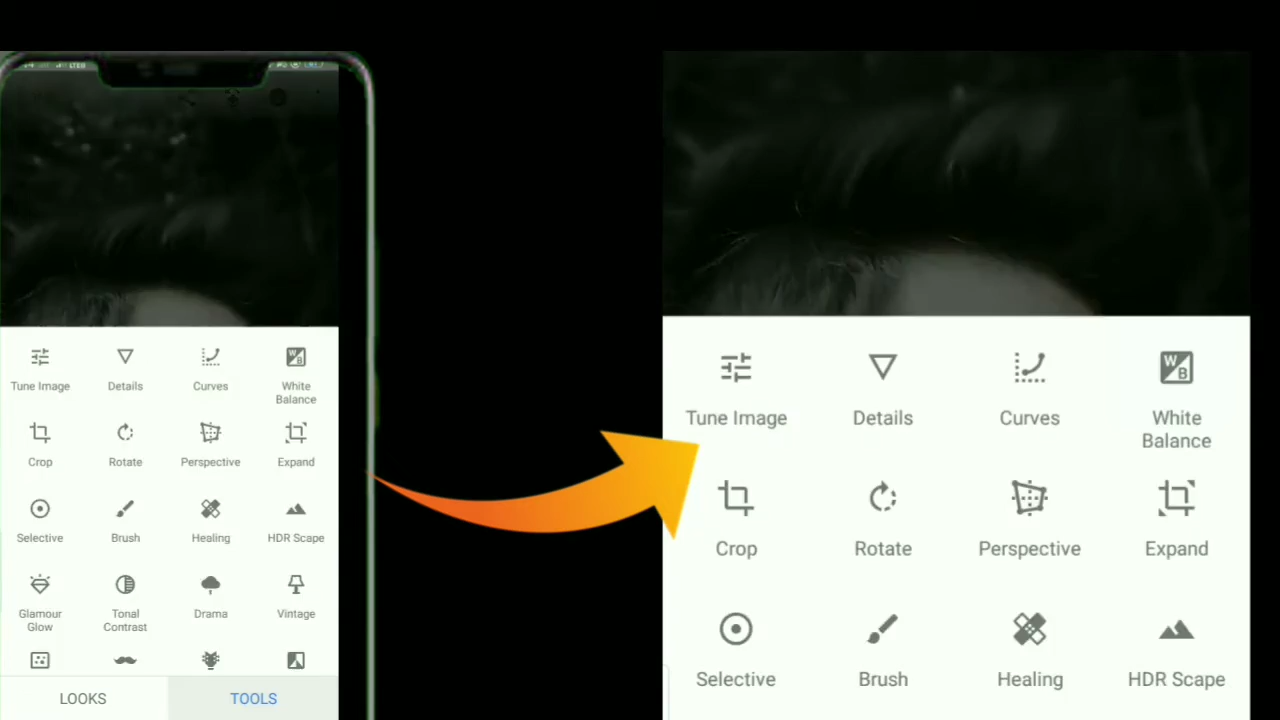 Tune Image
Details
Curves
White
Balance
Crop
Rotate
Perspective
Expand
Selective
Brush
Healing
HDR Scape
Glamour
Glow
Tonal
Contrast
Drama
Vintage
LOOKS
TOOLS
Tune Image
Details
Curves
White
Balance
Crop
Rotate
Perspective
Expand
Selective
Brush
Healing
HDR Scape